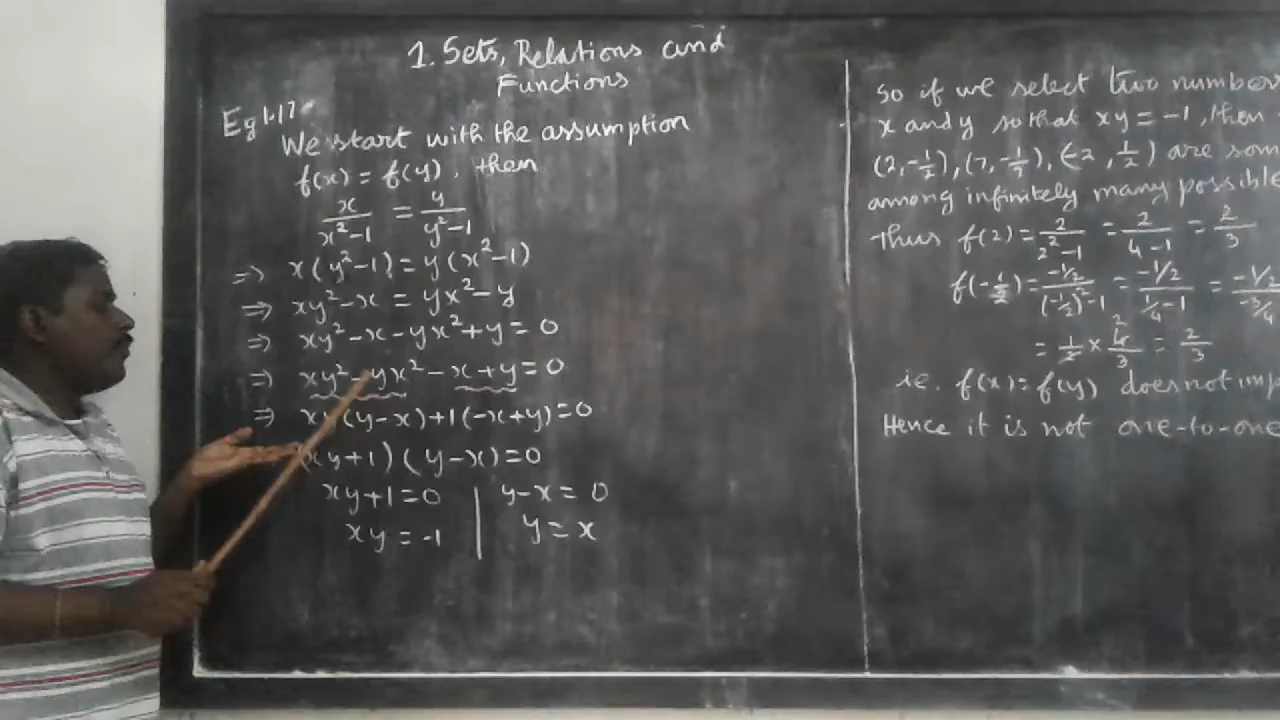 1. Sets, Relations and
Functions
Eg 1.17
We start with the assumption
f(x) = f(y), then
x/(x²-1) = y/(y²-1)
=> x(y²-1) = y(x²-1)
=> xy²-x = yx²-y
=> xy²-x-yx²+y=0
=> xy²-yx²-x+y=0
=> xy(y-x)+1(-x+y)=0
(xy+1)(y-x)=0
xy+1=0 | y-x=0
xy=-1 | y=x
So if we select two numbers
x and y so that xy=-1, then
(2,-1/2), (7,-1/7), (-2,1/2) are som
among infinitely many possible
Thus f(2) = 2/(2²-1) = 2/(4-1) = 2/3
f(-1/2) = (-1/2)/((-1/2)²-1) = (-1/2)/(1/4-1) = (-1/2)/(-3/4)
= 1/2 × 4/3 = 2/3
ie. f(x)=f(y) does not imp
Hence it is not one-to-one